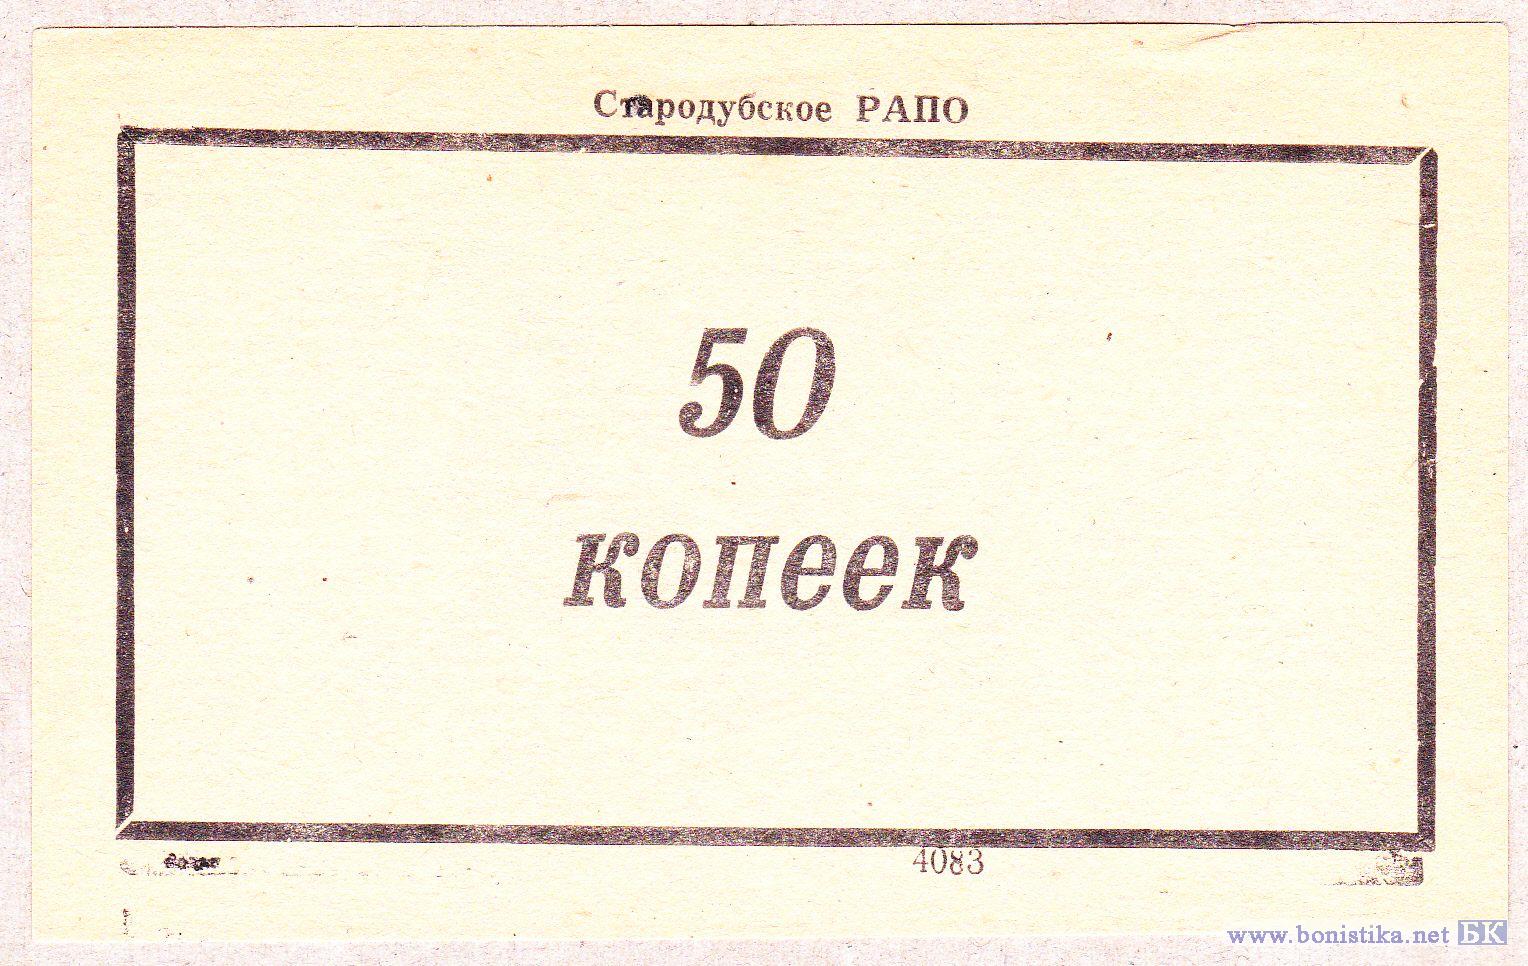 Стародубское РАПО
50
копеек
4083
www.bonistika.net БК